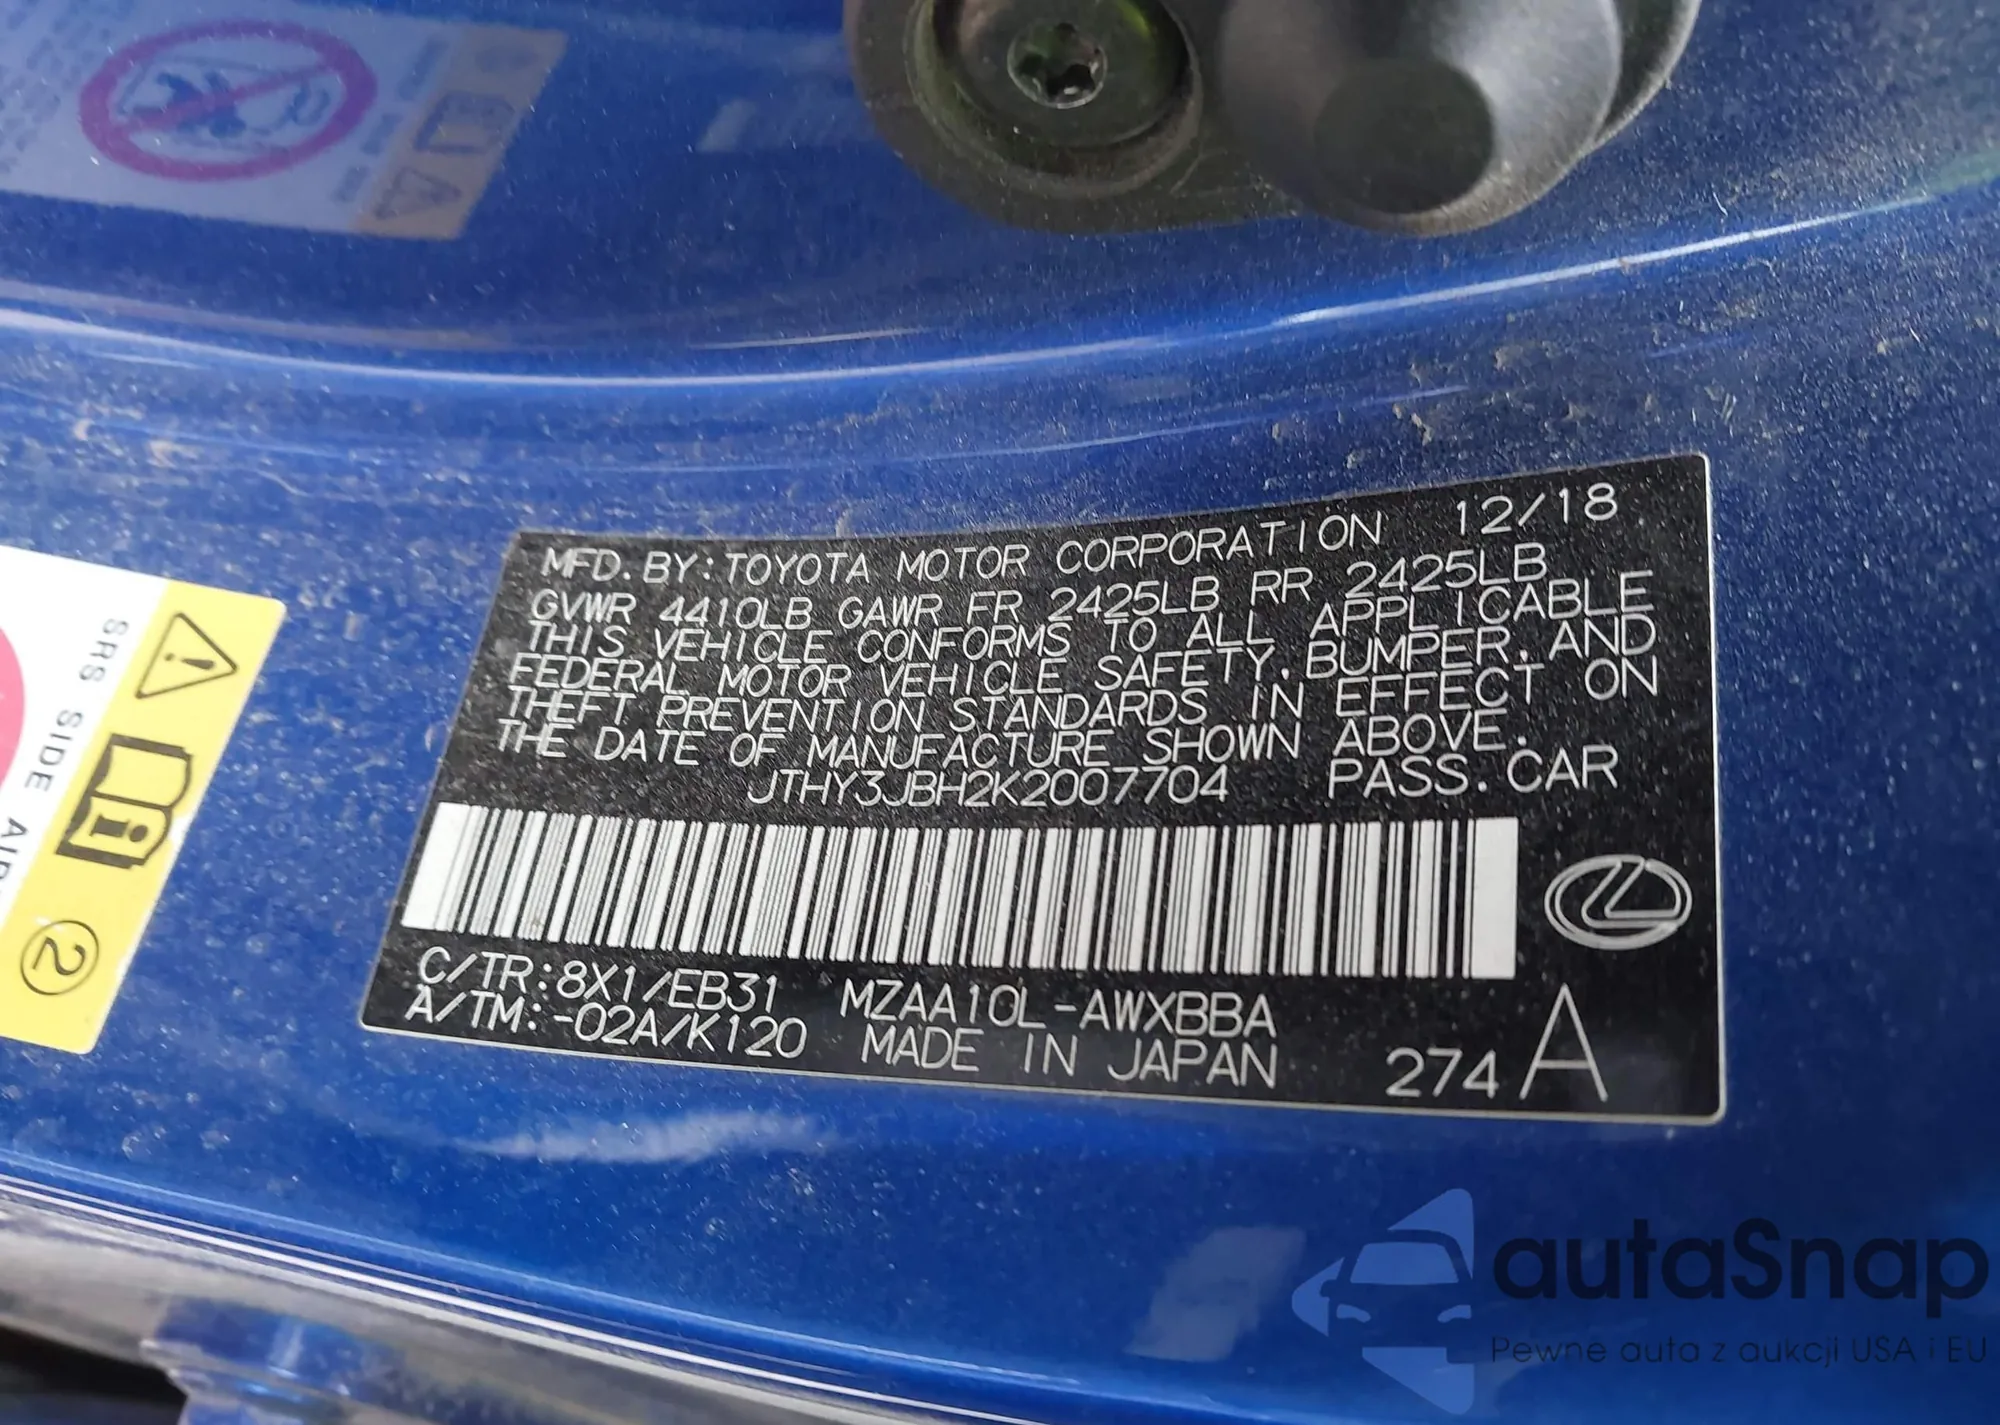 MFD. BY: TOYOTA MOTOR CORPORATION 12/18
GVWR 4410LB GAWR FR 2425LB RR 2425LB
THIS VEHICLE CONFORMS TO ALL APPLICABLE
FEDERAL MOTOR VEHICLE SAFETY, BUMPER, AND
THEFT PREVENTION STANDARDS IN EFFECT ON
THE DATE OF MANUFACTURE SHOWN ABOVE.
JTHY3JBH2K2007704 PASS. CAR
C/TR:8X1/EB31 MZAA10L-AWXBBA
A/TM:-02A/K120 MADE IN JAPAN 274 A
SRS SIDE
2
autaSnap
Pewne auta z aukcji USA i EU